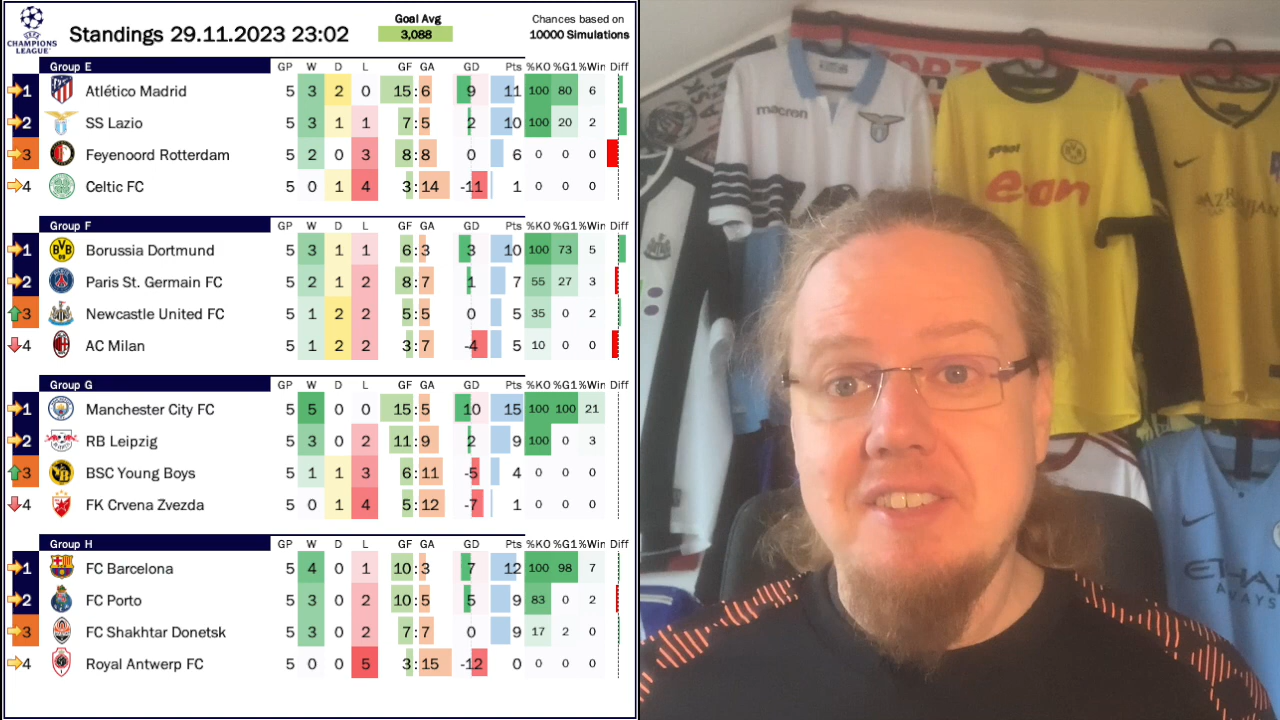 UEFA
CHAMPIONS
LEAGUE
Standings 29.11.2023 23:02
Goal Avg
3,088
Chances based on
10000 Simulations
Group E GP W D L GF GA GD Pts %KO %G1 %Win Diff
1 Atlético Madrid 5 3 2 0 15:6 9 11 100 80 6
2 SS Lazio 5 3 1 1 7:5 2 10 100 20 2
3 Feyenoord Rotterdam 5 2 0 3 8:8 0 6 0 0 0
4 Celtic FC 5 0 1 4 3:14 -11 1 0 0 0
Group F GP W D L GF GA GD Pts %KO %G1 %Win Diff
1 Borussia Dortmund 5 3 1 1 6:3 3 10 100 73 5
2 Paris St. Germain FC 5 2 1 2 8:7 1 7 55 27 3
3 Newcastle United FC 5 1 2 2 5:5 0 5 35 0 2
4 AC Milan 5 1 2 2 3:7 -4 5 10 0 0
Group G GP W D L GF GA GD Pts %KO %G1 %Win Diff
1 Manchester City FC 5 5 0 0 15:5 10 15 100 100 21
2 RB Leipzig 5 3 0 2 11:9 2 9 100 0 3
3 BSC Young Boys 5 1 1 3 6:11 -5 4 0 0 0
4 FK Crvena Zvezda 5 0 1 4 5:12 -7 1 0 0 0
Group H GP W D L GF GA GD Pts %KO %G1 %Win Diff
1 FC Barcelona 5 4 0 1 10:3 7 12 100 98 7
2 FC Porto 5 3 0 2 10:5 5 9 83 0 2
3 FC Shakhtar Donetsk 5 3 0 2 7:7 0 9 17 2 0
4 Royal Antwerp FC 5 0 0 5 3:15 -12 0 0 0 0
macron
goool
e·on